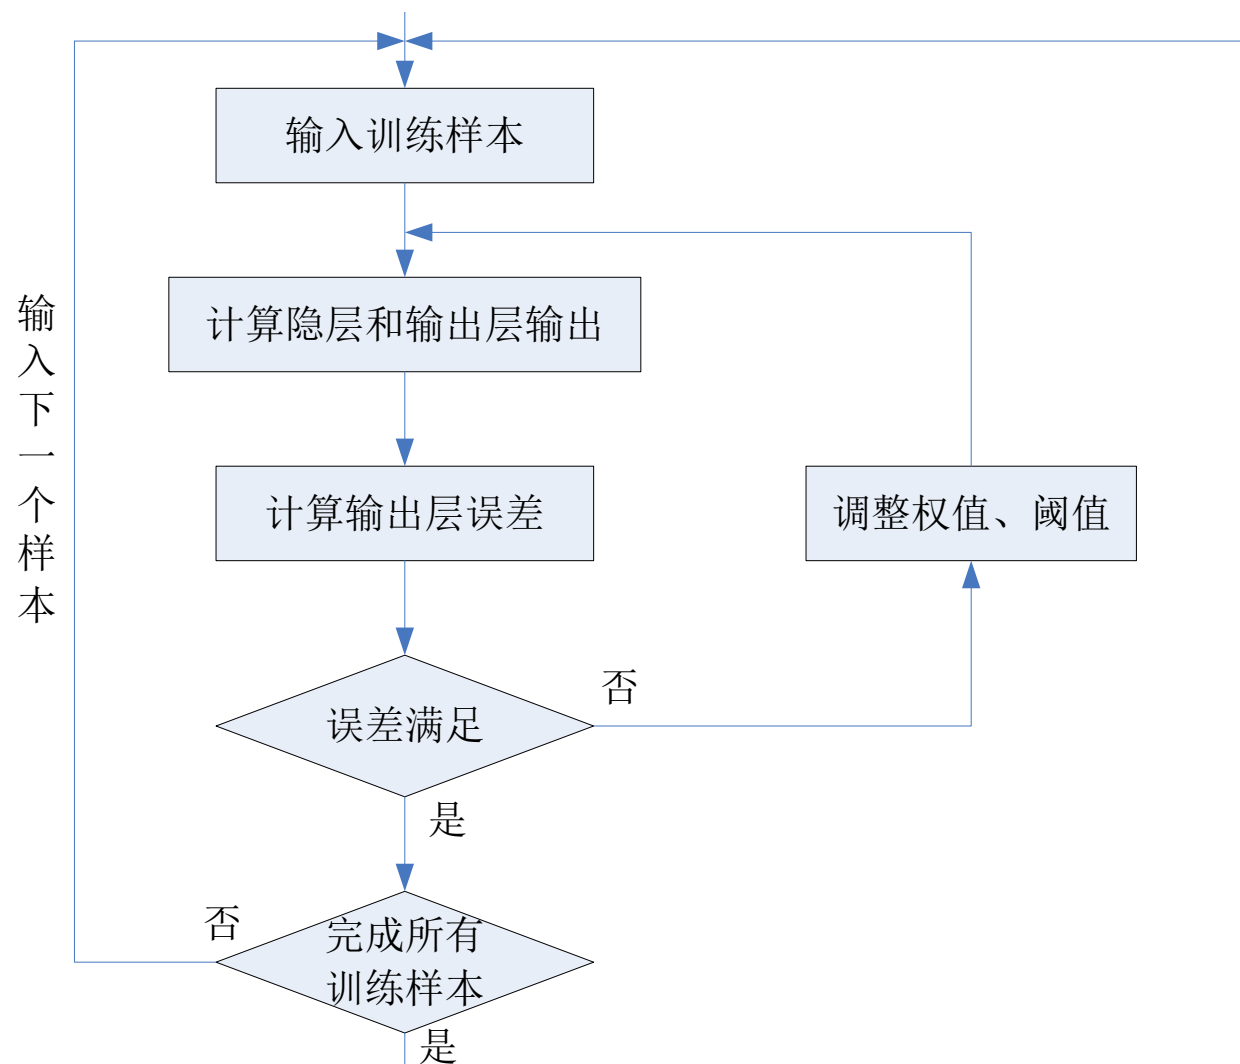 输入训练样本
计算隐层和输出层输出
输入下一个样本
计算输出层误差
调整权值、阈值
误差满足
否
是
否
完成所有
训练样本
是